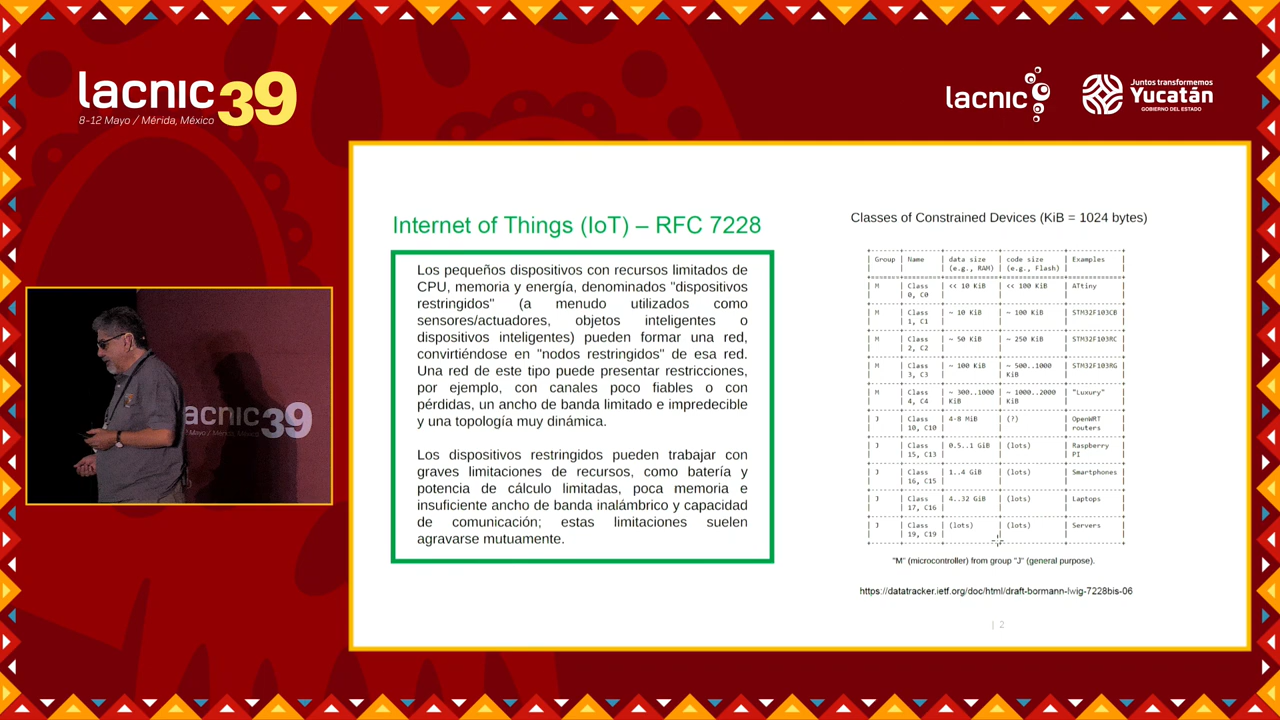 lacnic 39
8-12 Mayo / Mérida, México
lacnic
Juntos transformemos
Yucatán
GOBIERNO DEL ESTADO
Internet of Things (IoT) – RFC 7228
Los pequeños dispositivos con recursos limitados de
CPU, memoria y energía, denominados "dispositivos
restringidos" (a menudo utilizados como
sensores/actuadores, objetos inteligentes o
dispositivos inteligentes) pueden formar una red,
convirtiéndose en "nodos restringidos" de esa red.
Una red de este tipo puede presentar restricciones,
por ejemplo, con canales poco fiables o con
pérdidas, un ancho de banda limitado e impredecible
y una topología muy dinámica.
Los dispositivos restringidos pueden trabajar con
graves limitaciones de recursos, como batería y
potencia de cálculo limitadas, poca memoria e
insuficiente ancho de banda inalámbrico y capacidad
de comunicación; estas limitaciones suelen
agravarse mutuamente.
Classes of Constrained Devices (KiB = 1024 bytes)
| Group | Name | data size | code size | Examples |
| | | (e.g., RAM) | (e.g., Flash) | |
| M | Class | << 10 KiB | << 100 KiB | ATtiny |
| | 0, C0 | | | |
| M | Class | ~ 10 KiB | ~ 100 KiB | STM32F103CB |
| | 1, C1 | | | |
| M | Class | ~ 50 KiB | ~ 250 KiB | STM32F103RC |
| | 2, C2 | | | |
| M | Class | ~ 100 KiB | ~ 500..1000 | STM32F103RG |
| | 3, C3 | | KiB | |
| M | Class | ~ 300..1000 | ~ 1000..2000 | "Luxury" |
| | 4, C4 | KiB | KiB | |
| J | Class | 4-8 MiB | (?) | OpenWRT |
| | 10, C10 | | | routers |
| J | Class | 0.5..1 GiB | (lots) | Raspberry |
| | 15, C13 | | | PI |
| J | Class | 1..4 GiB | (lots) | Smartphones |
| | 16, C15 | | | |
| J | Class | 4..32 GiB | (lots) | Laptops |
| | 17, C16 | | | |
| J | Class | (lots) | (lots) | Servers |
| | 19, C19 | | | |
"M" (microcontroller) from group "J" (general purpose).
https://datatracker.ietf.org/doc/html/draft-bormann-lwig-7228bis-06
| 2
acnic39
Mayo / Mérida, México